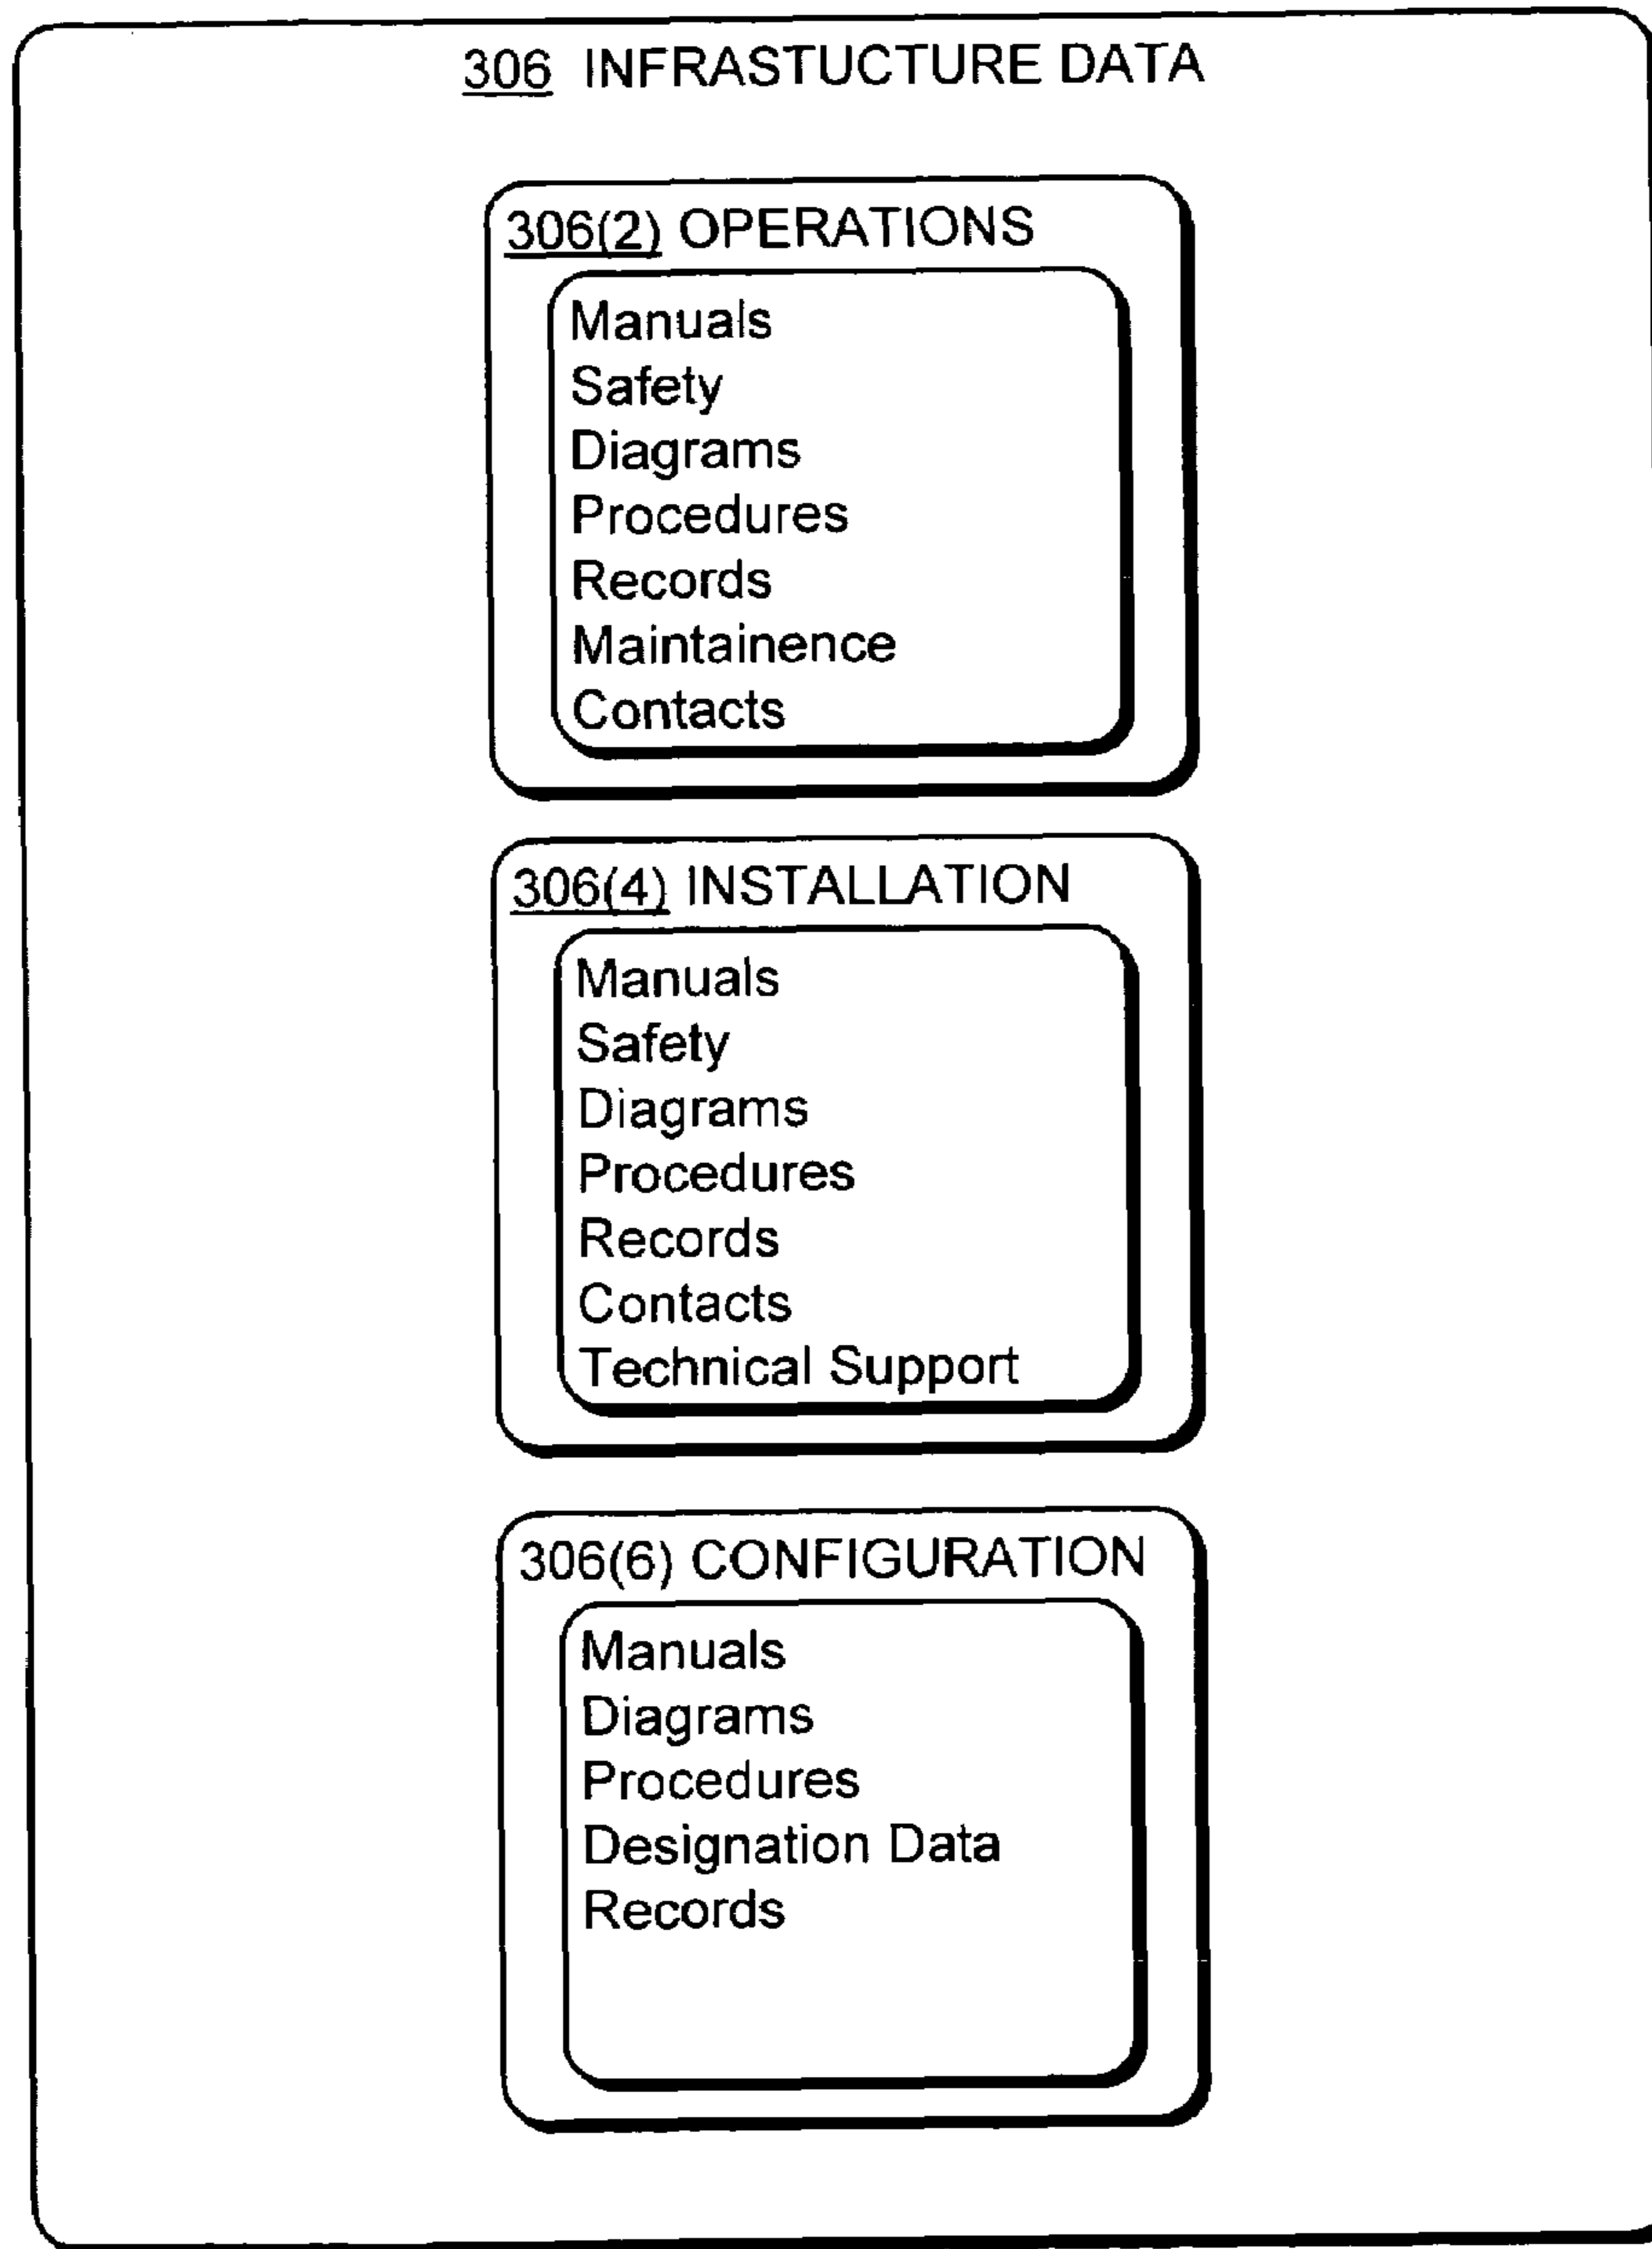 306 INFRASTUCTURE DATA
306(2) OPERATIONS
Manuals
Safety
Diagrams
Procedures
Records
Maintainence
Contacts
306(4) INSTALLATION
Manuals
Safety
Diagrams
Procedures
Records
Contacts
Technical Support
306(6) CONFIGURATION
Manuals
Diagrams
Procedures
Designation Data
Records